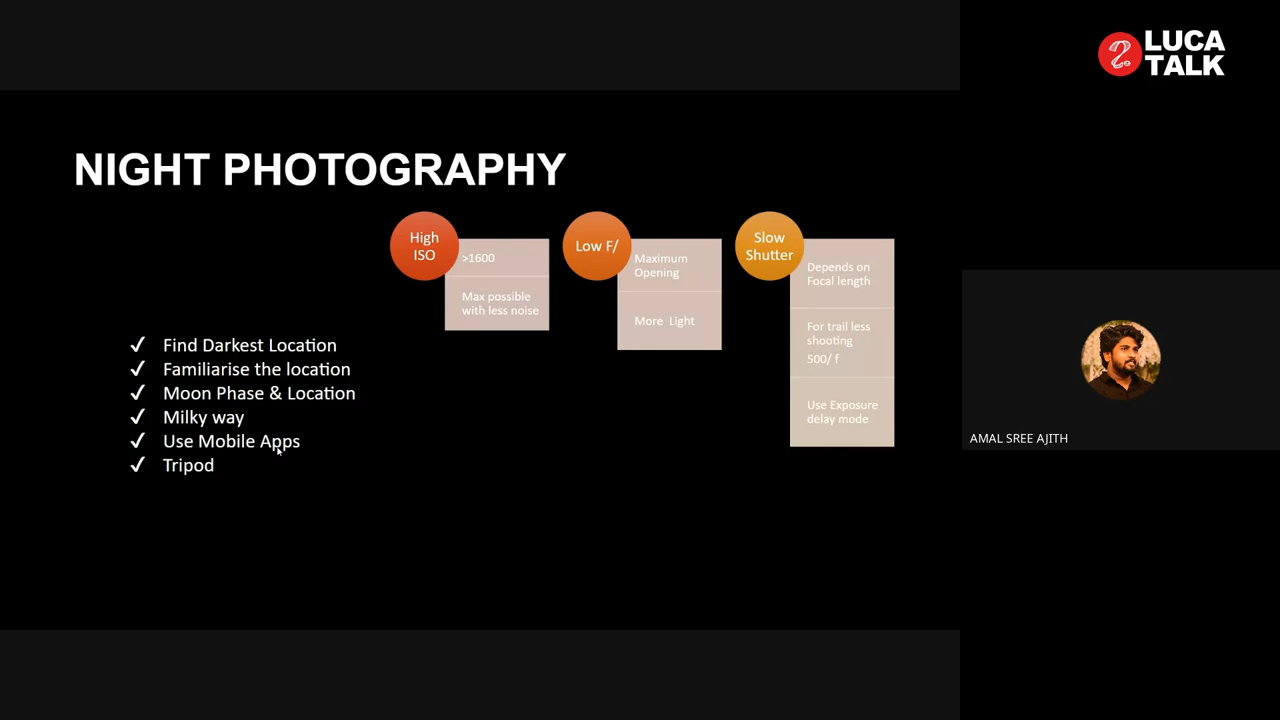 LUCA
TALK
NIGHT PHOTOGRAPHY
High
ISO
>1600
Max possible
with less noise
Low F/
Maximum
Opening
More Light
Slow
Shutter
Depends on
Focal length
For trail less
shooting
500/ f
Use Exposure
delay mode
✓ Find Darkest Location
✓ Familiarise the location
✓ Moon Phase & Location
✓ Milky way
✓ Use Mobile Apps
✓ Tripod
AMAL SREE AJITH